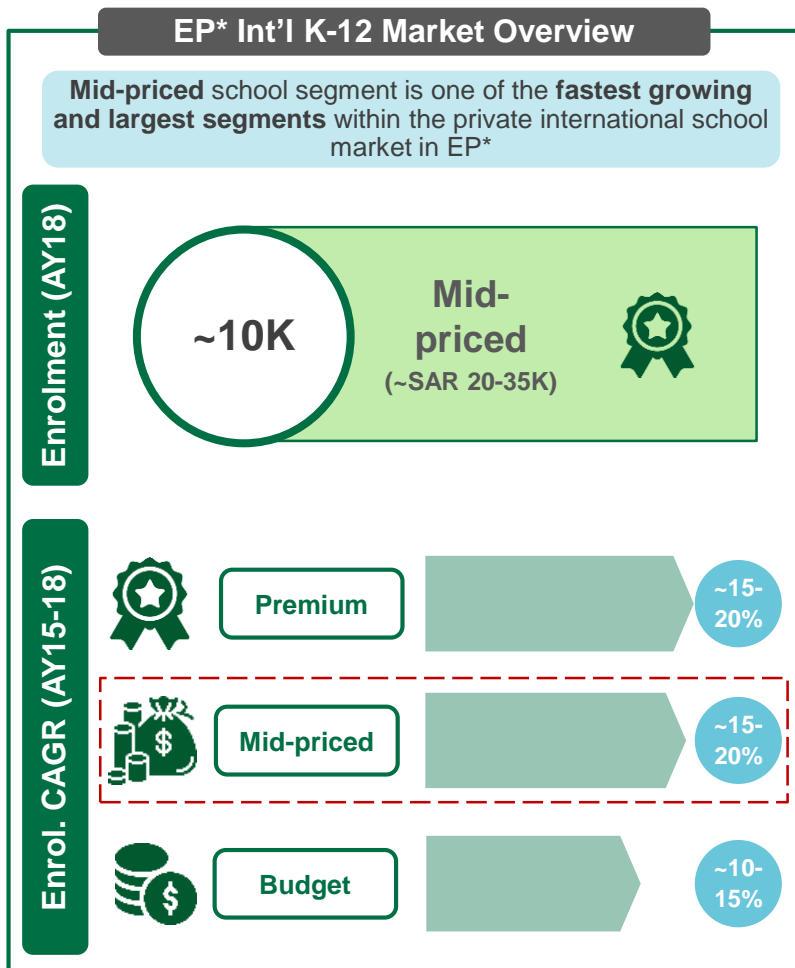 EP* Int'l K-12 Market Overview
Mid-priced school segment is one of the fastest growing
and largest segments within the private international school
market in EP*
Enrolment (AY18)
~10K
Mid-
priced
(~SAR 20-35K)
Enrol. CAGR (AY15-18)
Premium
~15-
20%
$
Mid-priced
~15-
20%
$
Budget
~10-
15%